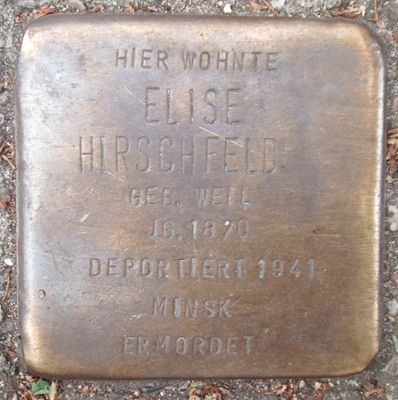 HIER WOHNTE
ELISE
HIRSCHFELD
GEB. WEIL
JG. 1870
DEPORTIERT 1941
MINSK
ERMORDET